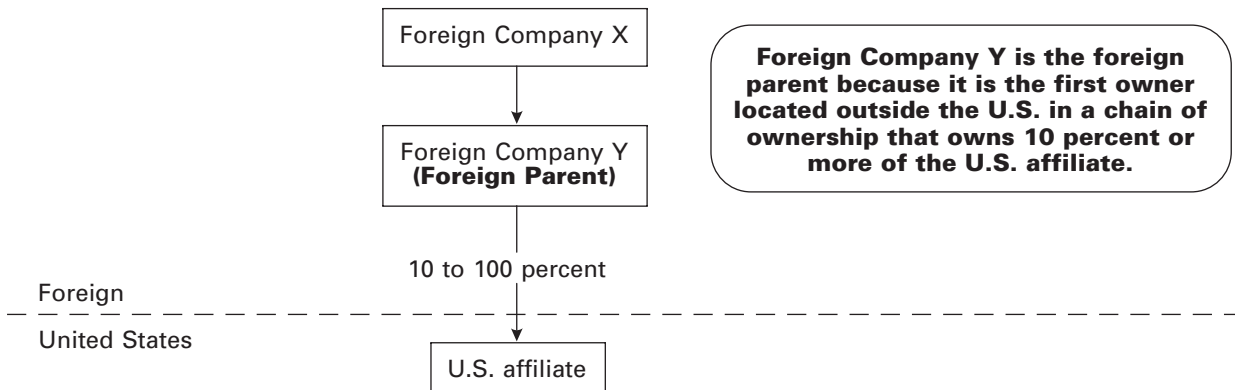 Foreign Company X
Foreign Company Y is the foreign
parent because it is the first owner
located outside the U.S. in a chain of
ownership that owns 10 percent or
more of the U.S. affiliate.
Foreign Company Y
(Foreign Parent)
10 to 100 percent
Foreign
United States
U.S. affiliate